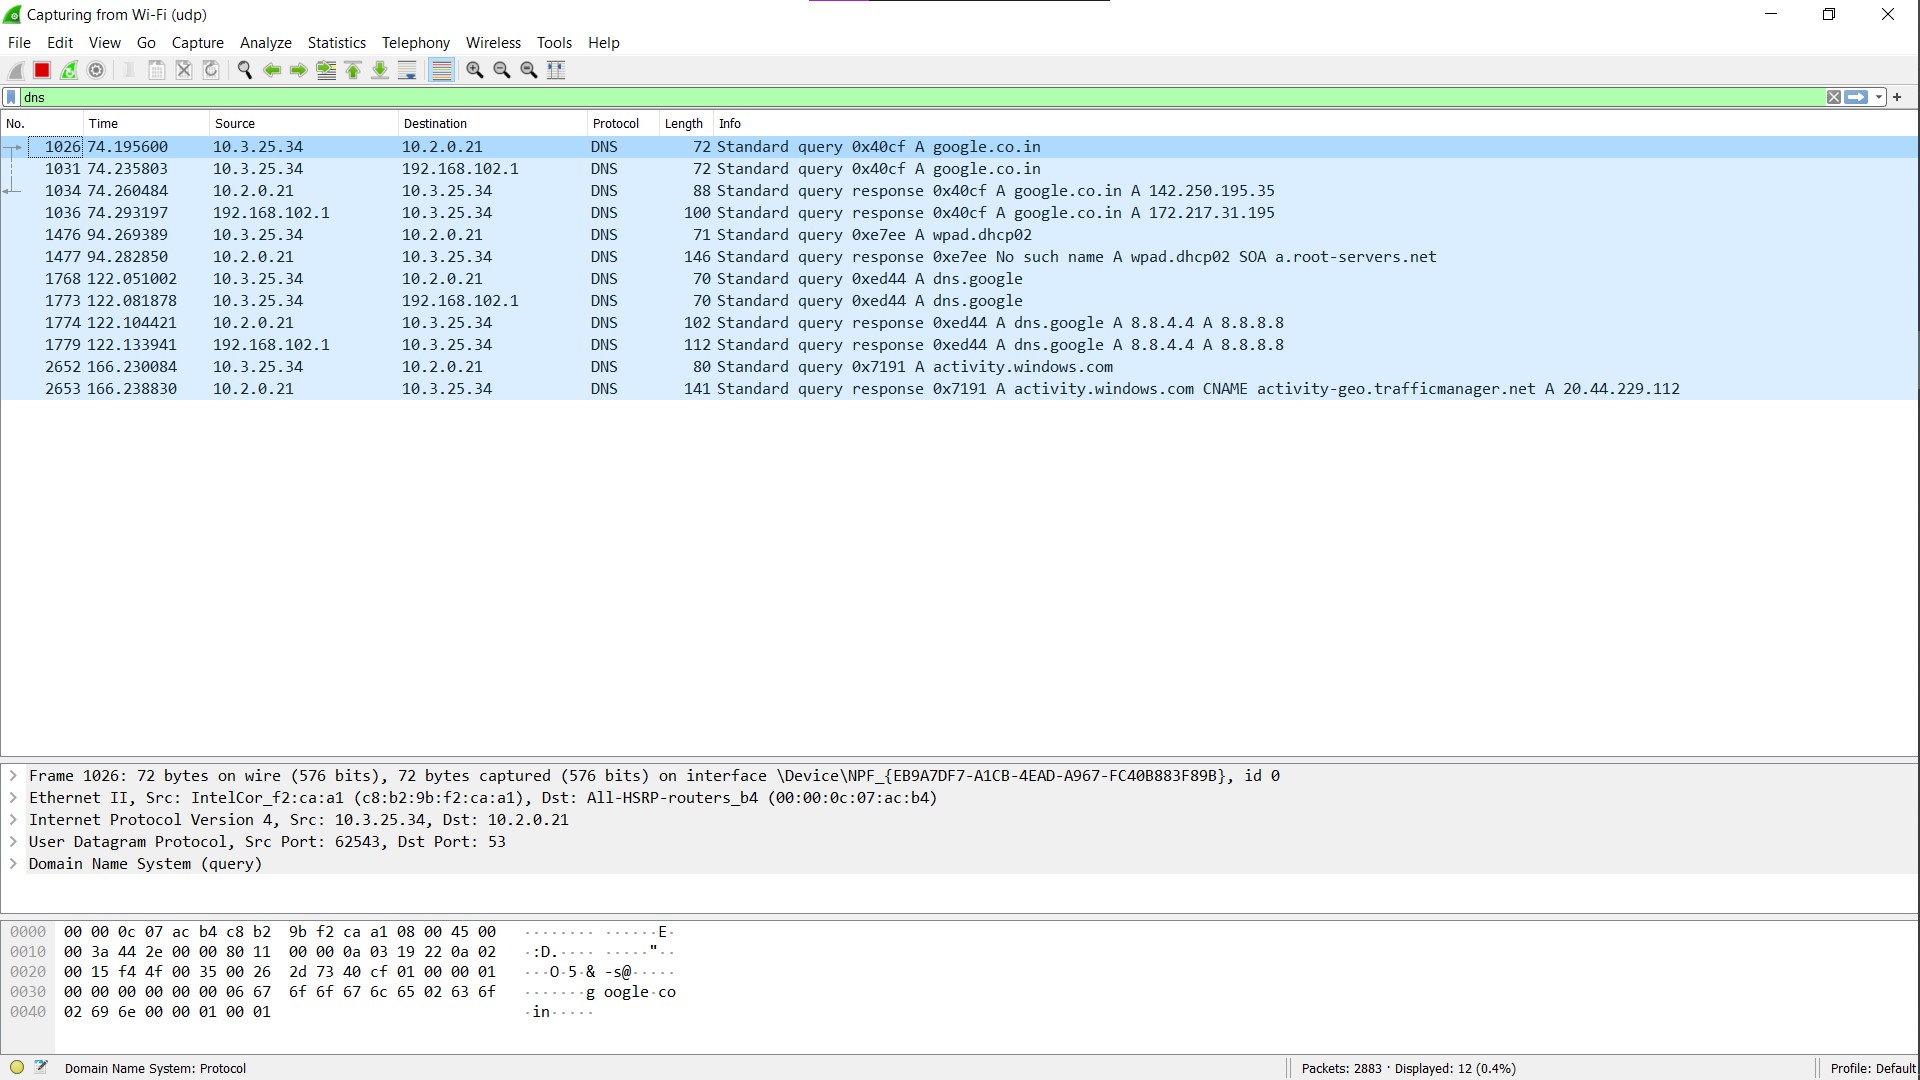 Capturing from Wi-Fi (udp)
File Edit View Go Capture Analyze Statistics Telephony Wireless Tools Help
dns
No. Time Source Destination Protocol Length Info
1026 74.195600 10.3.25.34 10.2.0.21 DNS 72 Standard query 0x40cf A google.co.in
1031 74.235803 10.3.25.34 192.168.102.1 DNS 72 Standard query 0x40cf A google.co.in
1034 74.260484 10.2.0.21 10.3.25.34 DNS 88 Standard query response 0x40cf A google.co.in A 142.250.195.35
1036 74.293197 192.168.102.1 10.3.25.34 DNS 100 Standard query response 0x40cf A google.co.in A 172.217.31.195
1476 94.269389 10.3.25.34 10.2.0.21 DNS 71 Standard query 0xe7ee A wpad.dhcp02
1477 94.282850 10.2.0.21 10.3.25.34 DNS 146 Standard query response 0xe7ee No such name A wpad.dhcp02 SOA a.root-servers.net
1768 122.051002 10.3.25.34 10.2.0.21 DNS 70 Standard query 0xed44 A dns.google
1773 122.081878 10.3.25.34 192.168.102.1 DNS 70 Standard query 0xed44 A dns.google
1774 122.104421 10.2.0.21 10.3.25.34 DNS 102 Standard query response 0xed44 A dns.google A 8.8.4.4 A 8.8.8.8
1779 122.133941 192.168.102.1 10.3.25.34 DNS 112 Standard query response 0xed44 A dns.google A 8.8.4.4 A 8.8.8.8
2652 166.230084 10.3.25.34 10.2.0.21 DNS 80 Standard query 0x7191 A activity.windows.com
2653 166.238830 10.2.0.21 10.3.25.34 DNS 141 Standard query response 0x7191 A activity.windows.com CNAME activity-geo.trafficmanager.net A 20.44.229.112
Frame 1026: 72 bytes on wire (576 bits), 72 bytes captured (576 bits) on interface \Device\NPF_{EB9A7DF7-A1CB-4EAD-A967-FC40B883F89B}, id 0
Ethernet II, Src: IntelCor_f2:ca:a1 (c8:b2:9b:f2:ca:a1), Dst: All-HSRP-routers_b4 (00:00:0c:07:ac:b4)
Internet Protocol Version 4, Src: 10.3.25.34, Dst: 10.2.0.21
User Datagram Protocol, Src Port: 62543, Dst Port: 53
Domain Name System (query)
0000 00 00 0c 07 ac b4 c8 b2 9b f2 ca a1 08 00 45 00 ········ ······E·
0010 00 3a 44 2e 00 00 80 11 00 00 0a 03 19 22 0a 02 ·:D.···· ·····"··
0020 00 15 f4 4f 00 35 00 26 2d 73 40 cf 01 00 00 01 ···O·5·& -s@·····
0030 00 00 00 00 00 00 06 67 6f 6f 67 6c 65 02 63 6f ·······g oogle·co
0040 02 69 6e 00 00 01 00 01 ·in·····
Domain Name System: Protocol Packets: 2883 · Displayed: 12 (0.4%) Profile: Default